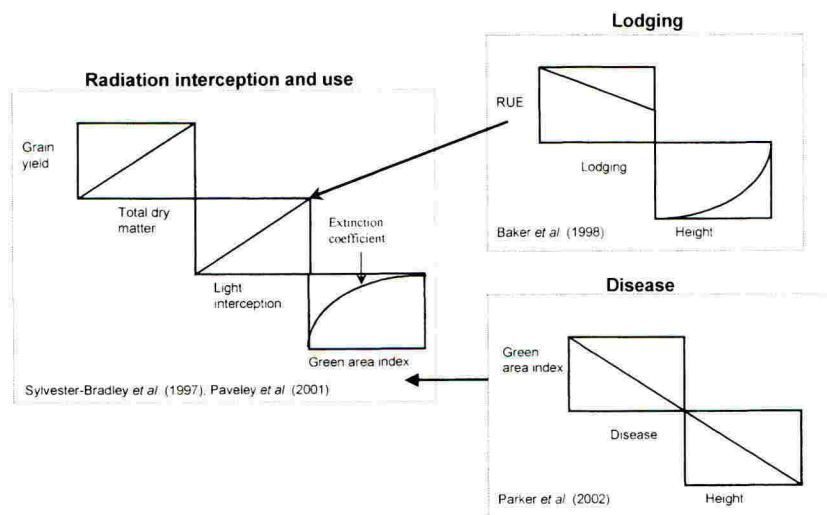 Radiation interception and use
Grain
yield
Total dry
matter
Extinction
coefficient
Light
interception
Green area index
Sylvester-Bradley et al (1997), Paveley et al (2001)
Lodging
RUE
Lodging
Baker et al (1998)
Height
Disease
Green
area index
Disease
Parker et al (2002)
Height